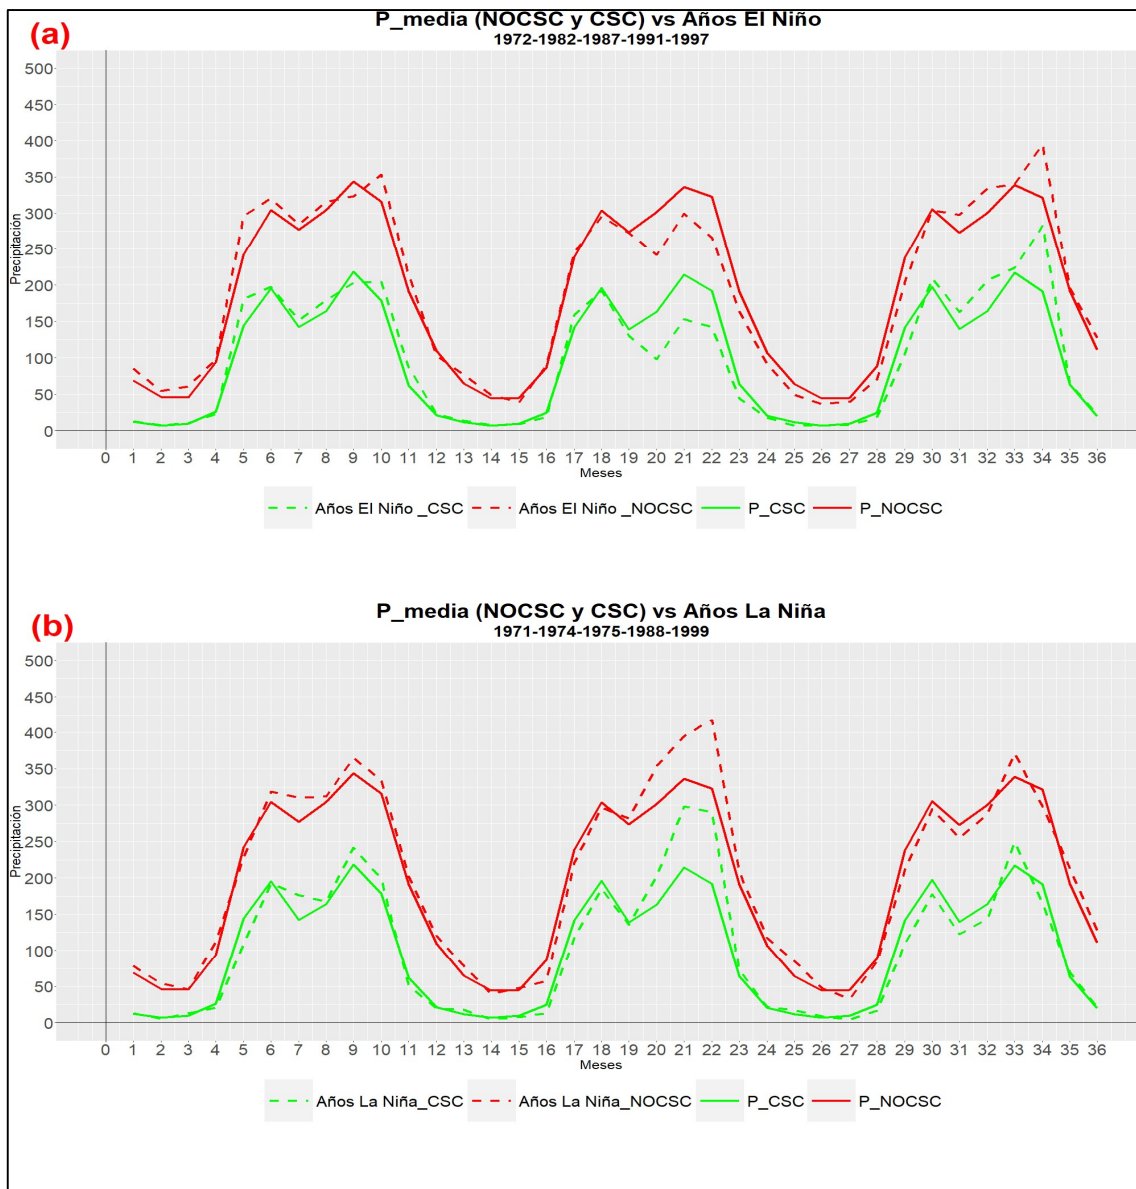 (a)
P_media (NOCSC y CSC) vs Años El Niño
1972-1982-1987-1991-1997
500
450
400
350
300
250
200
150
100
50
0
Precipitación
0 1 2 3 4 5 6 7 8 9 10 11 12 13 14 15 16 17 18 19 20 21 22 23 24 25 26 27 28 29 30 31 32 33 34 35 36
Meses
Años El Niño _CSC Años El Niño _NOCSC P_CSC P_NOCSC
(b)
P_media (NOCSC y CSC) vs Años La Niña
1971-1974-1975-1988-1999
500
450
400
350
300
250
200
150
100
50
0
Precipitación
0 1 2 3 4 5 6 7 8 9 10 11 12 13 14 15 16 17 18 19 20 21 22 23 24 25 26 27 28 29 30 31 32 33 34 35 36
Meses
Años La Niña_CSC Años La Niña_NOCSC P_CSC P_NOCSC